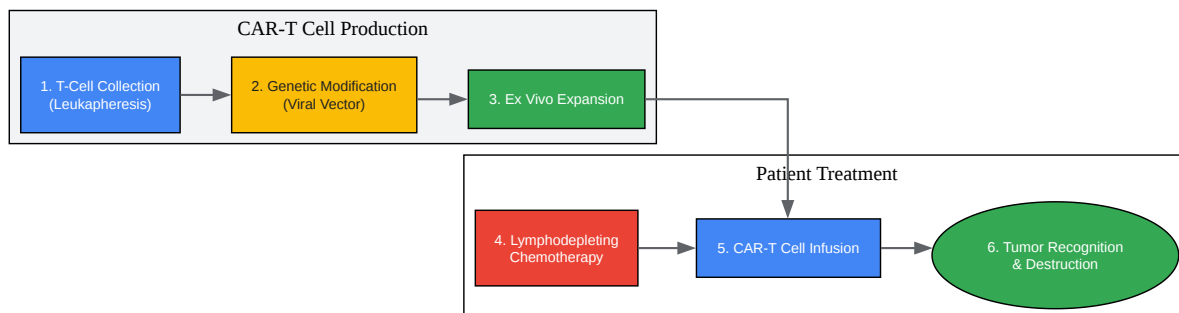 CAR-T Cell Production
1. T-Cell Collection
(Leukapheresis)
2. Genetic Modification
(Viral Vector)
3. Ex Vivo Expansion
Patient Treatment
4. Lymphodepleting
Chemotherapy
5. CAR-T Cell Infusion
6. Tumor Recognition
& Destruction